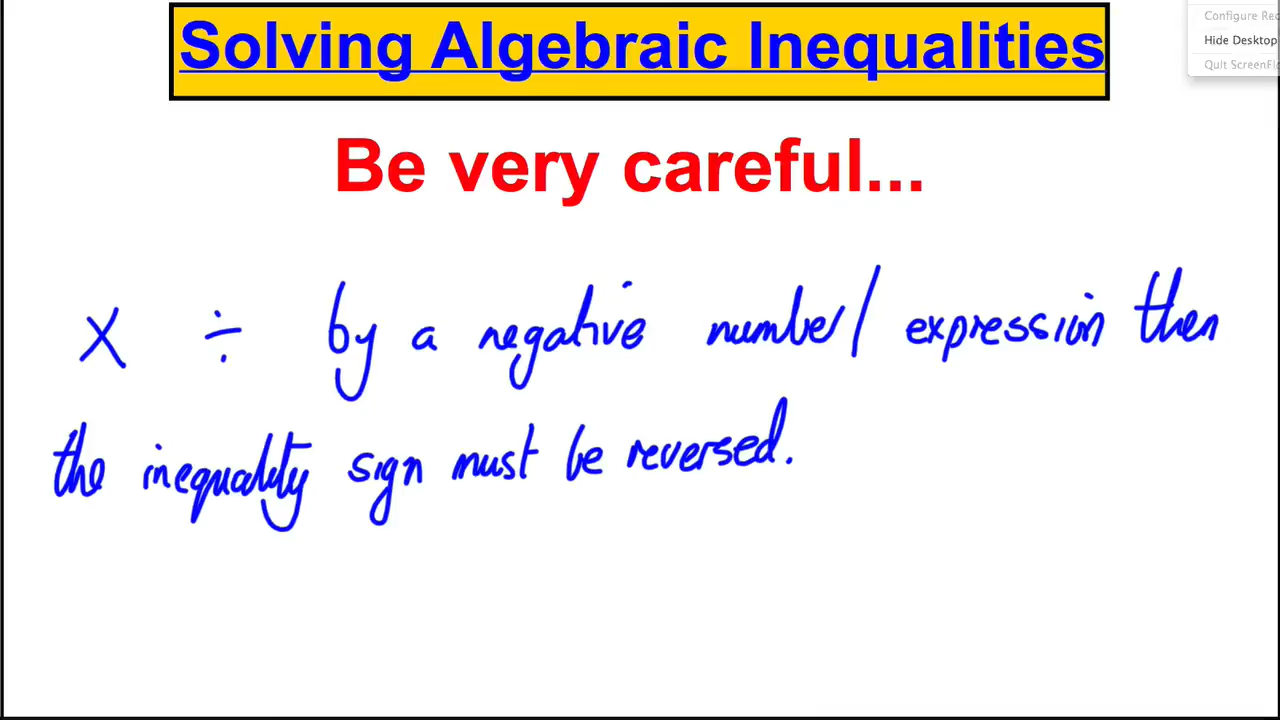 Solving Algebraic Inequalities
Configure Rec
Hide Desktop
Quit ScreenFl
Be very careful...
× ÷ by a negative number/ expression then
the inequality sign must be reversed.